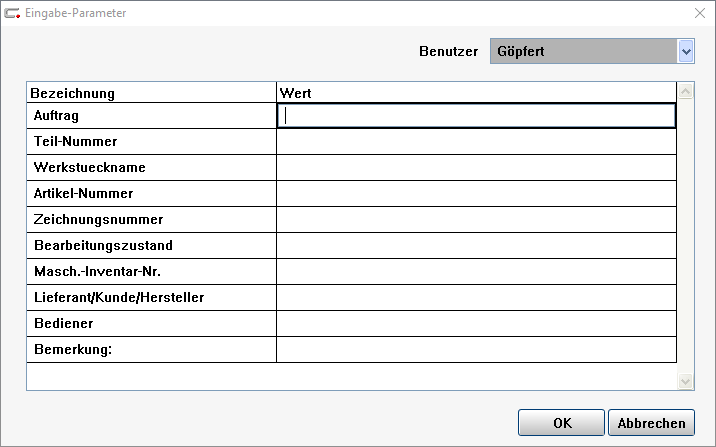 Eingabe-Parameter
Benutzer Göpfert
Bezeichnung Wert
Auftrag
Teil-Nummer
Werkstueckname
Artikel-Nummer
Zeichnungsnummer
Bearbeitungszustand
Masch.-Inventar-Nr.
Lieferant/Kunde/Hersteller
Bediener
Bemerkung:
OK Abbrechen